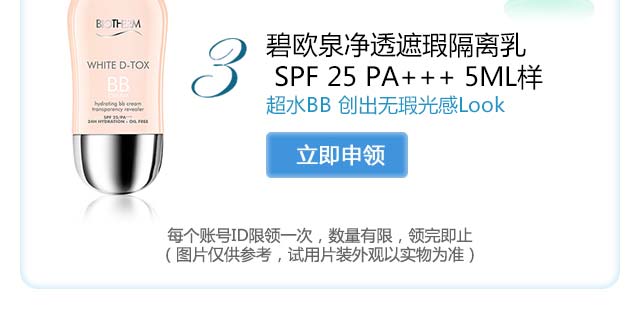 BIOTHERM
WHITE D-TOX
BB
hydrating bb cream
transparency revealer
SPF 25/PA+++
24H HYDRATION - OIL FREE
3
碧欧泉净透遮瑕隔离乳
SPF 25 PA+++ 5ML样
超水BB 创出无瑕光感Look
立即申领
每个账号ID限领一次，数量有限，领完即止
（图片仅供参考，试用片装外观以实物为准）